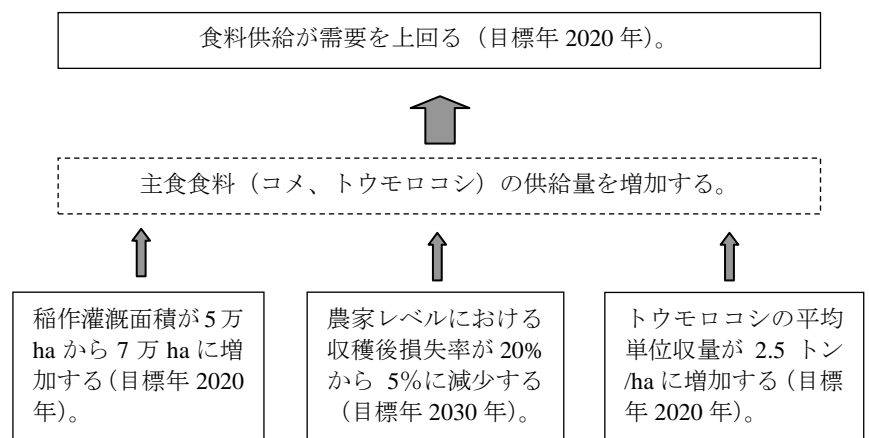 食料供給が需要を上回る（目標年 2020 年）。
主食食料（コメ、トウモロコシ）の供給量を増加する。
稲作灌漑面積が 5 万
ha から 7 万 ha に増
加する（目標年 2020
年）。
農家レベルにおける
収穫後損失率が 20%
から 5%に減少する
（目標年 2030 年）。
トウモロコシの平均
単位収量が 2.5 トン
/ha に増加する（目標
年 2020 年）。